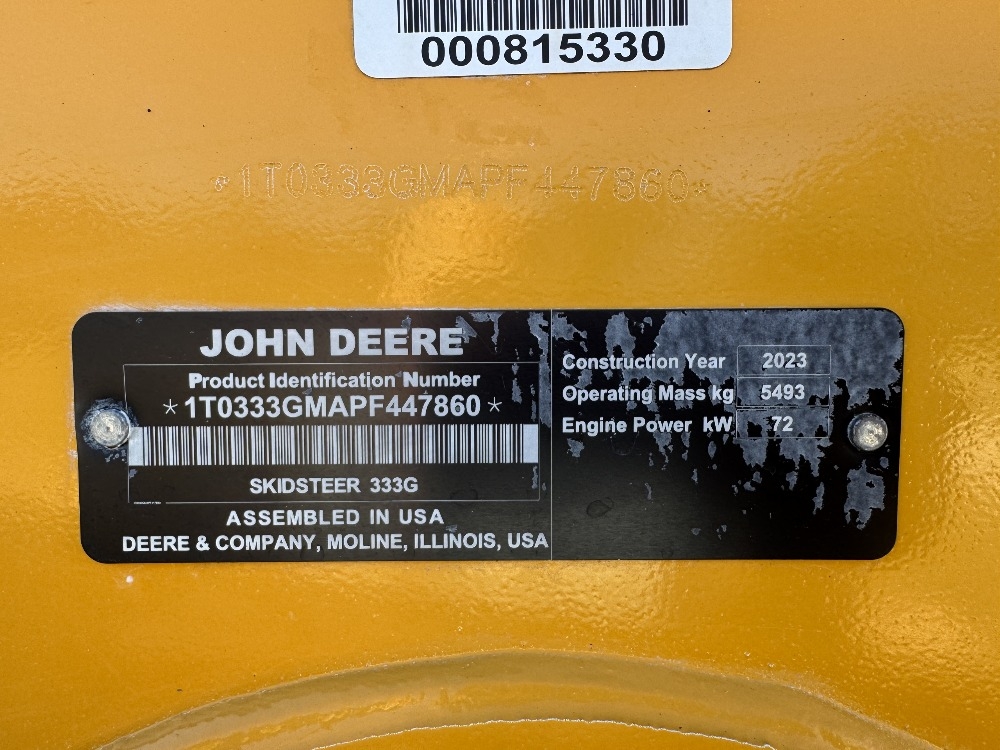 000815330
*1T0333GMAPF447860*
JOHN DEERE
Product Identification Number
*1T0333GMAPF447860*
SKIDSTEER 333G
ASSEMBLED IN USA
DEERE & COMPANY, MOLINE, ILLINOIS, USA
Construction Year 2023
Operating Mass kg 5493
Engine Power kW 72